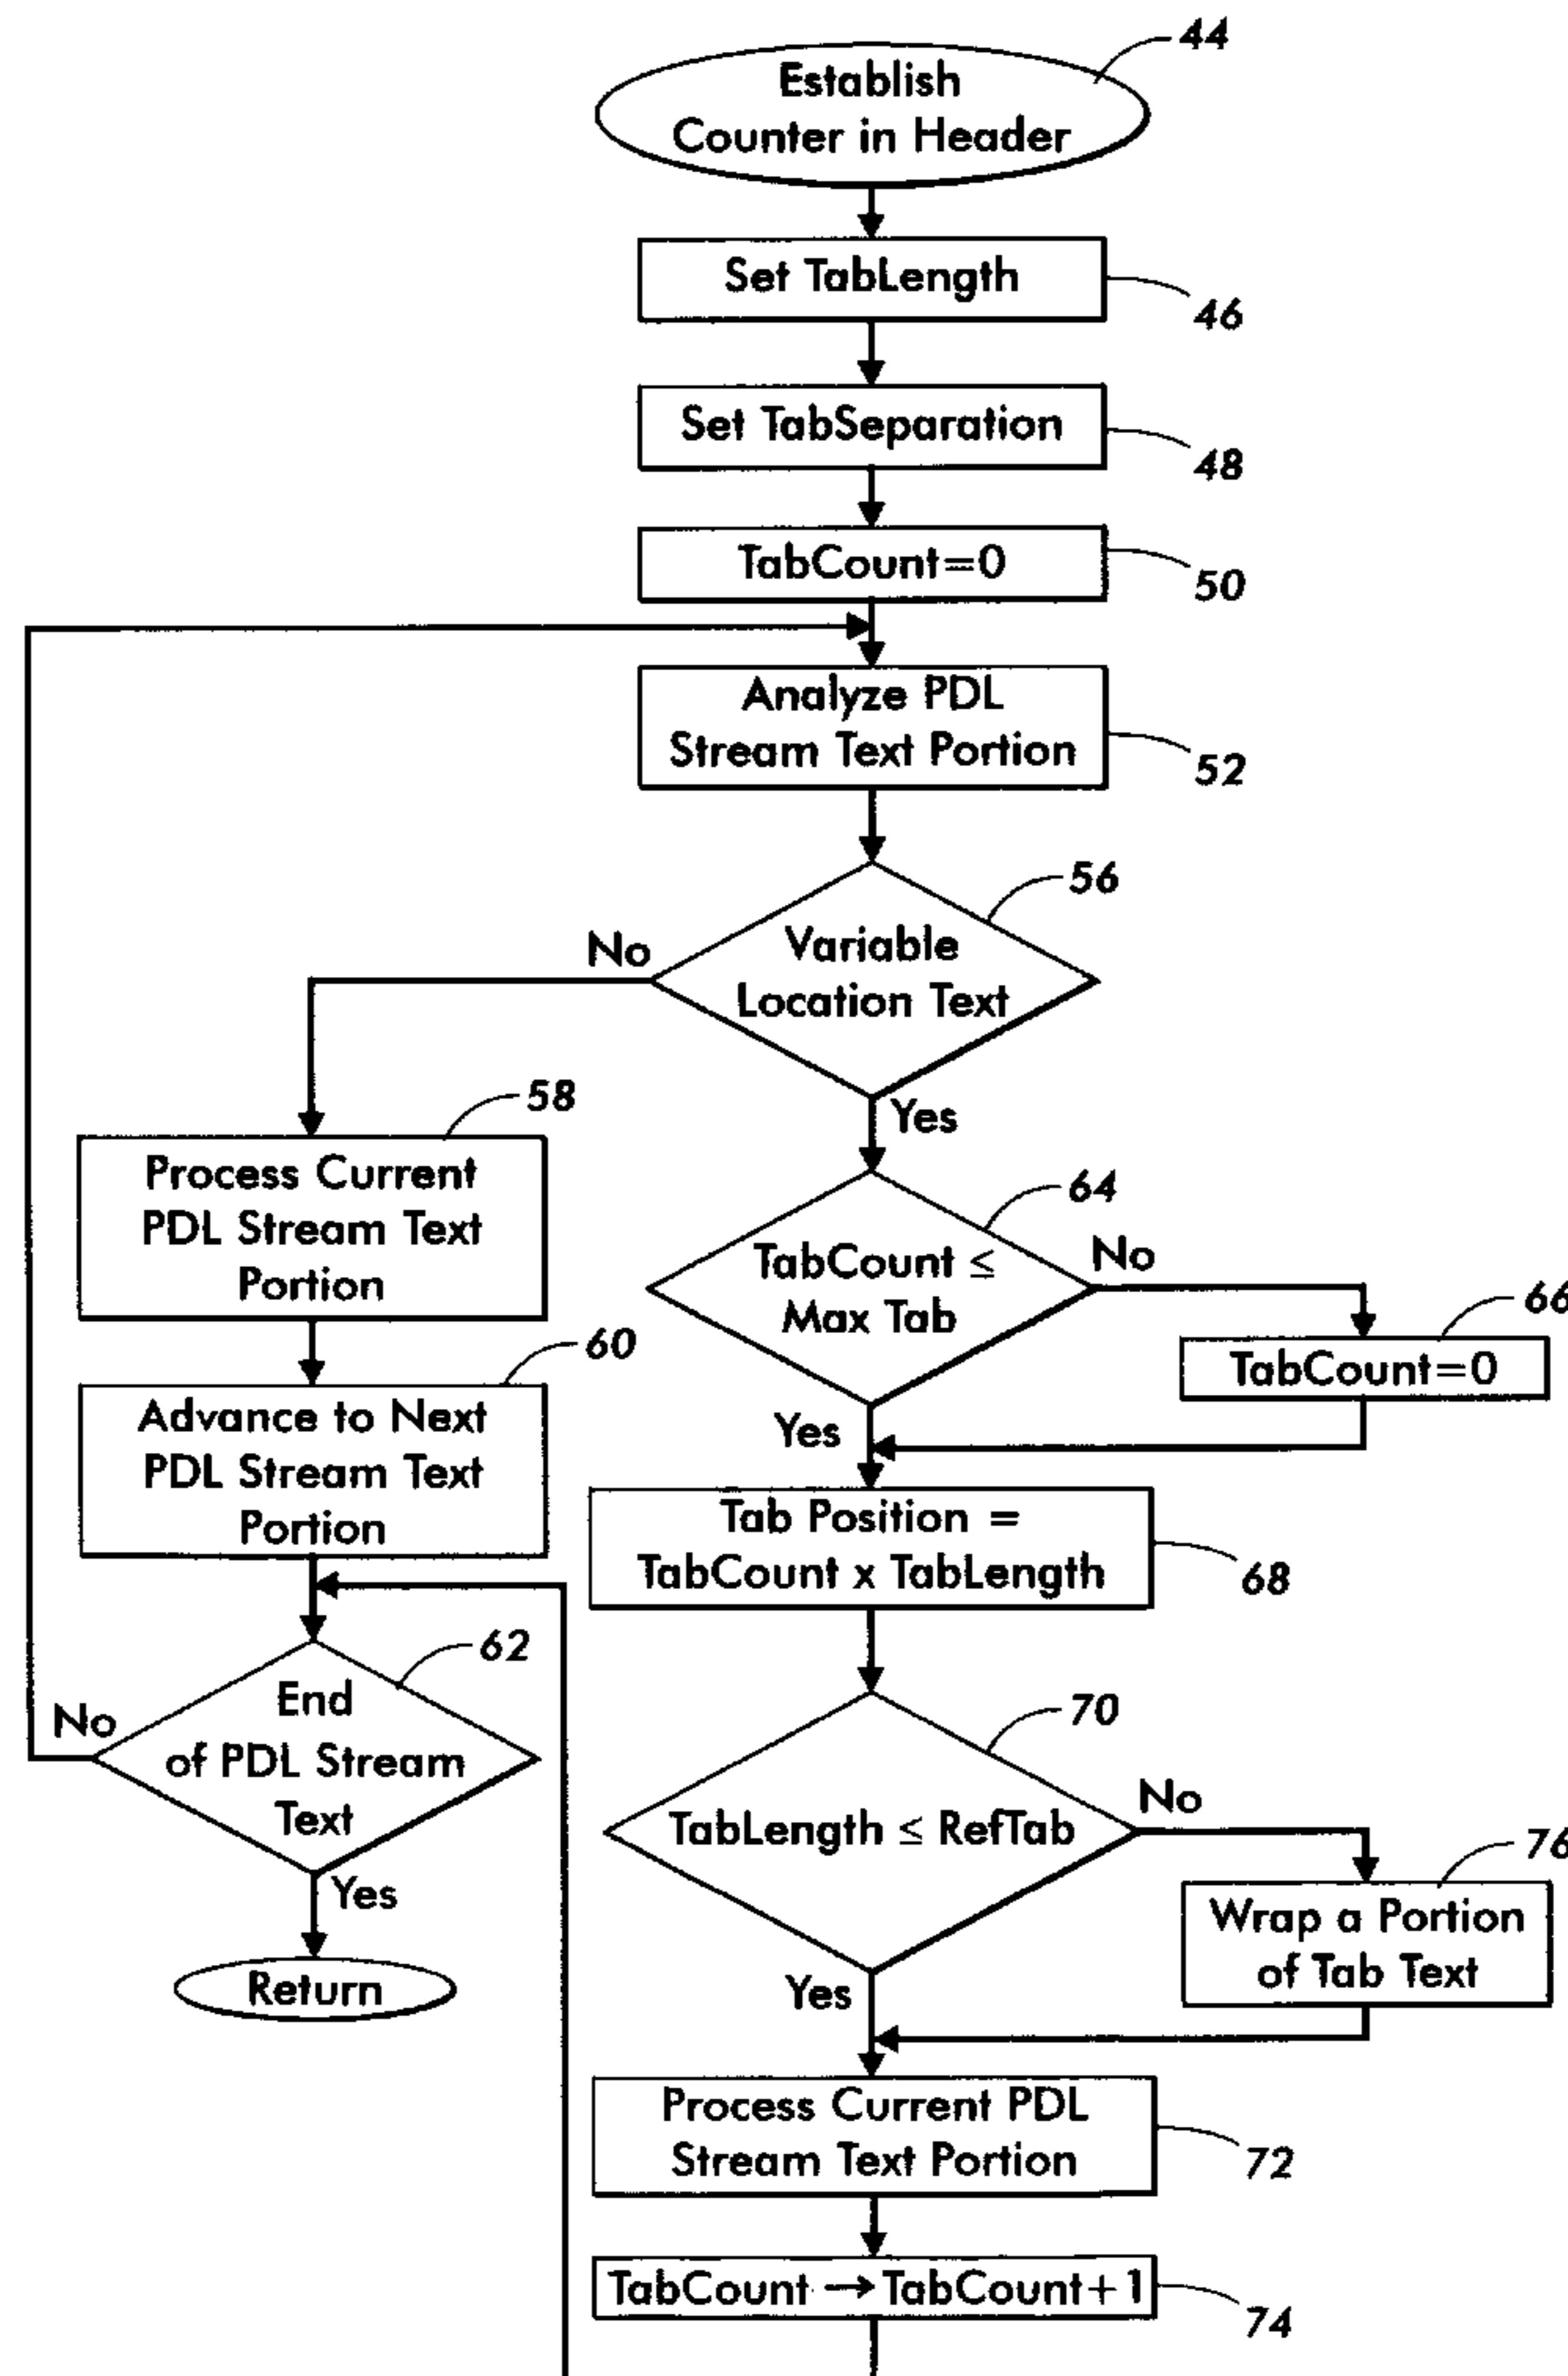 44
Establish
Counter in Header
Set TabLength
46
Set TabSeparation
48
TabCount=0
50
Analyze PDL
Stream Text Portion
52
56
Variable
Location Text
No
Yes
58
Process Current
PDL Stream Text
Portion
60
Advance to Next
PDL Stream Text
Portion
62
End
of PDL Stream
Text
No
Yes
Return
64
TabCount ≤
Max Tab
No
Yes
66
TabCount=0
Tab Position =
TabCount x TabLength
68
70
TabLength ≤ RefTab
No
Yes
76
Wrap a Portion
of Tab Text
Process Current PDL
Stream Text Portion
72
TabCount → TabCount+1
74